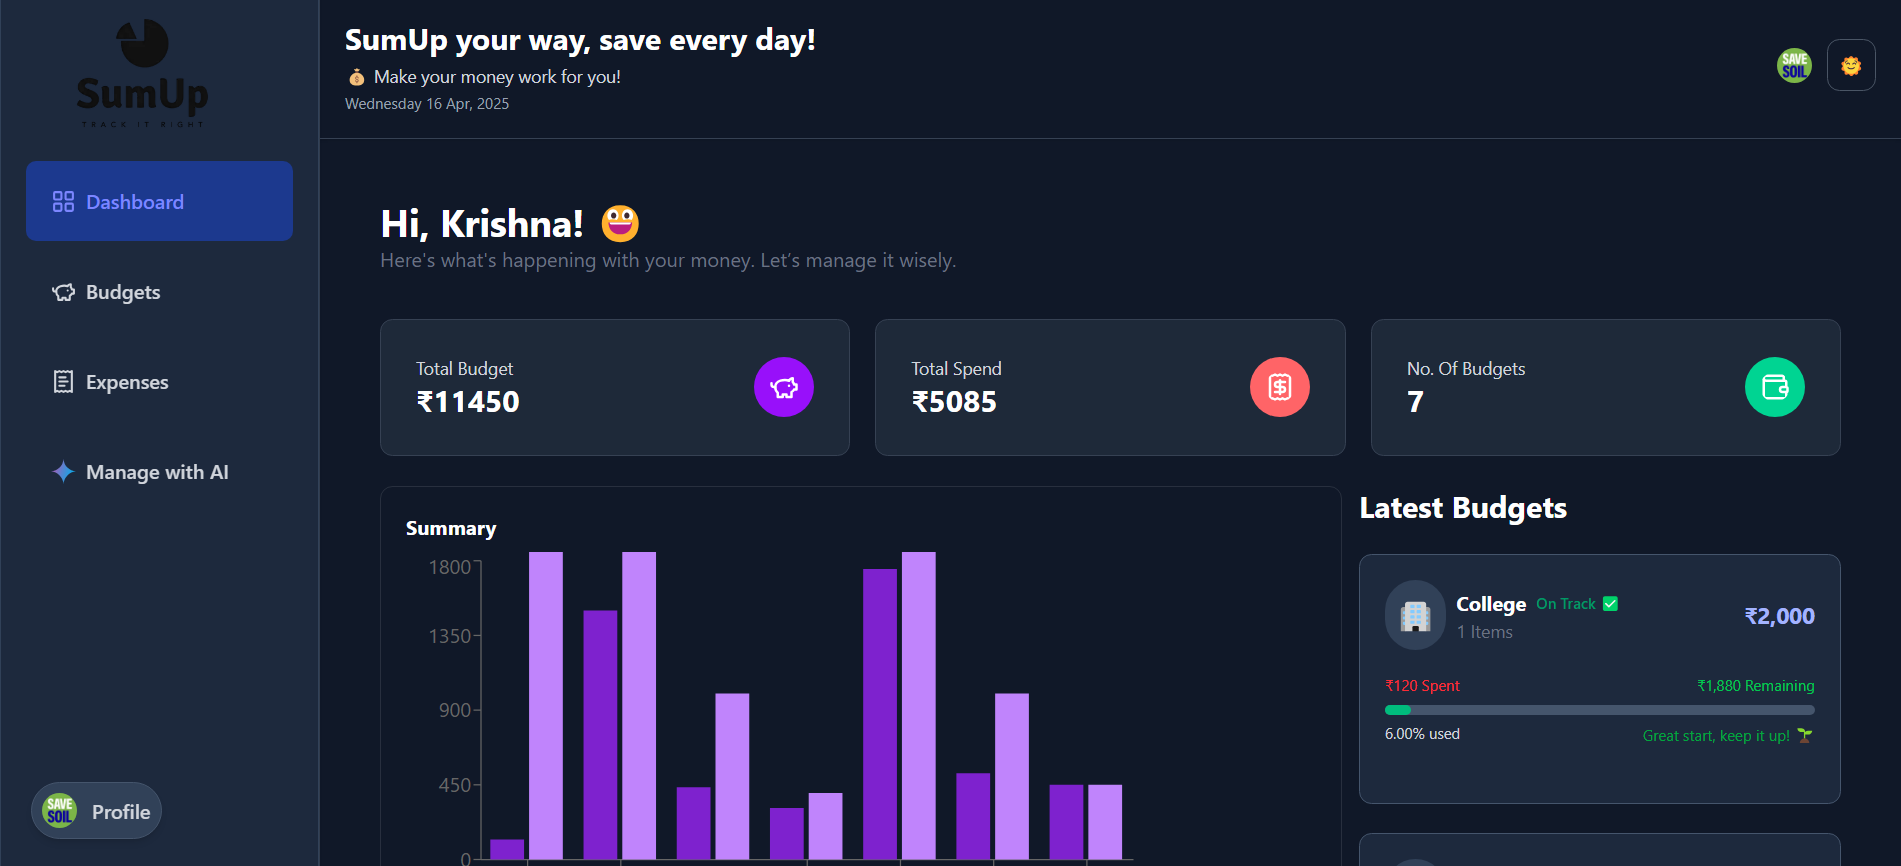 SumUp
TRACK IT RIGHT
Dashboard
Budgets
Expenses
Manage with AI
SAVE
SOIL
Profile
SumUp your way, save every day!
Make your money work for you!
Wednesday 16 Apr, 2025
SAVE
SOIL
Hi, Krishna!
Here's what's happening with your money. Let’s manage it wisely.
Total Budget
₹11450
Total Spend
₹5085
No. Of Budgets
7
Summary
1800
1350
900
450
0
Latest Budgets
College On Track
1 Items
₹2,000
₹120 Spent
₹1,880 Remaining
6.00% used
Great start, keep it up!